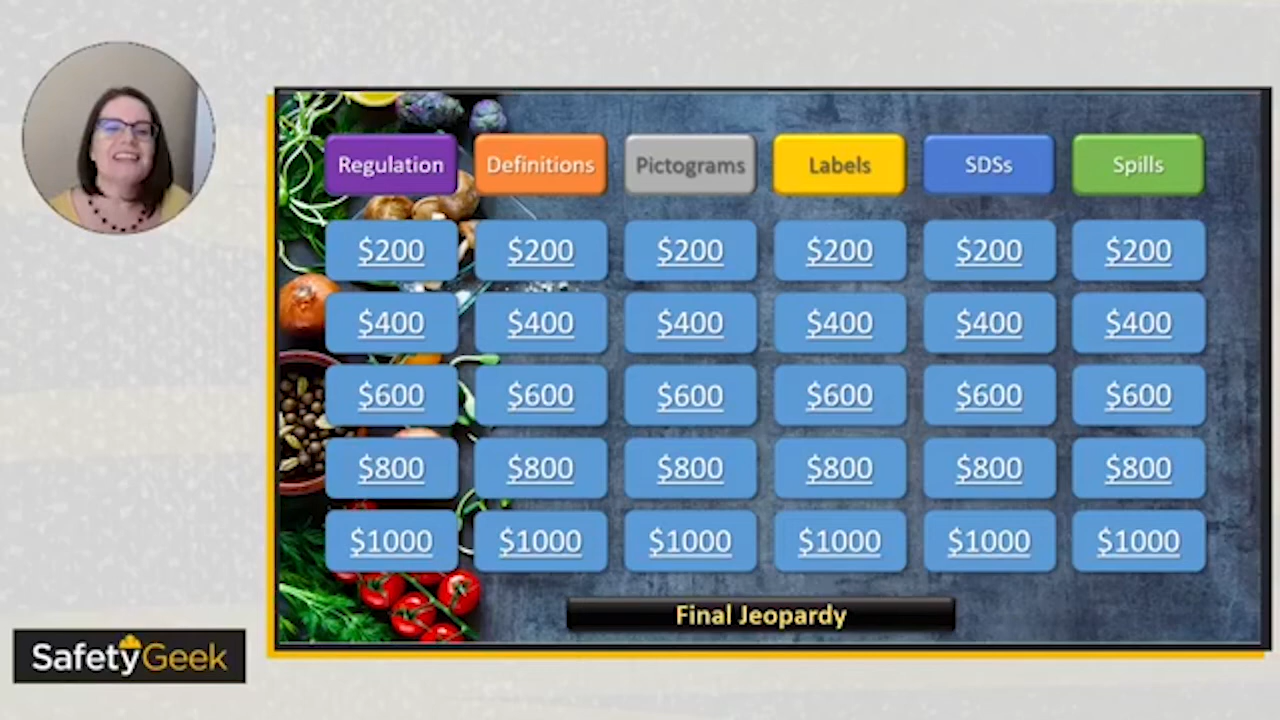 Regulation Definitions Pictograms Labels SDSs Spills
$200 $200 $200 $200 $200 $200
$400 $400 $400 $400 $400 $400
$600 $600 $600 $600 $600 $600
$800 $800 $800 $800 $800 $800
$1000 $1000 $1000 $1000 $1000 $1000
Final Jeopardy
SafetyGeek